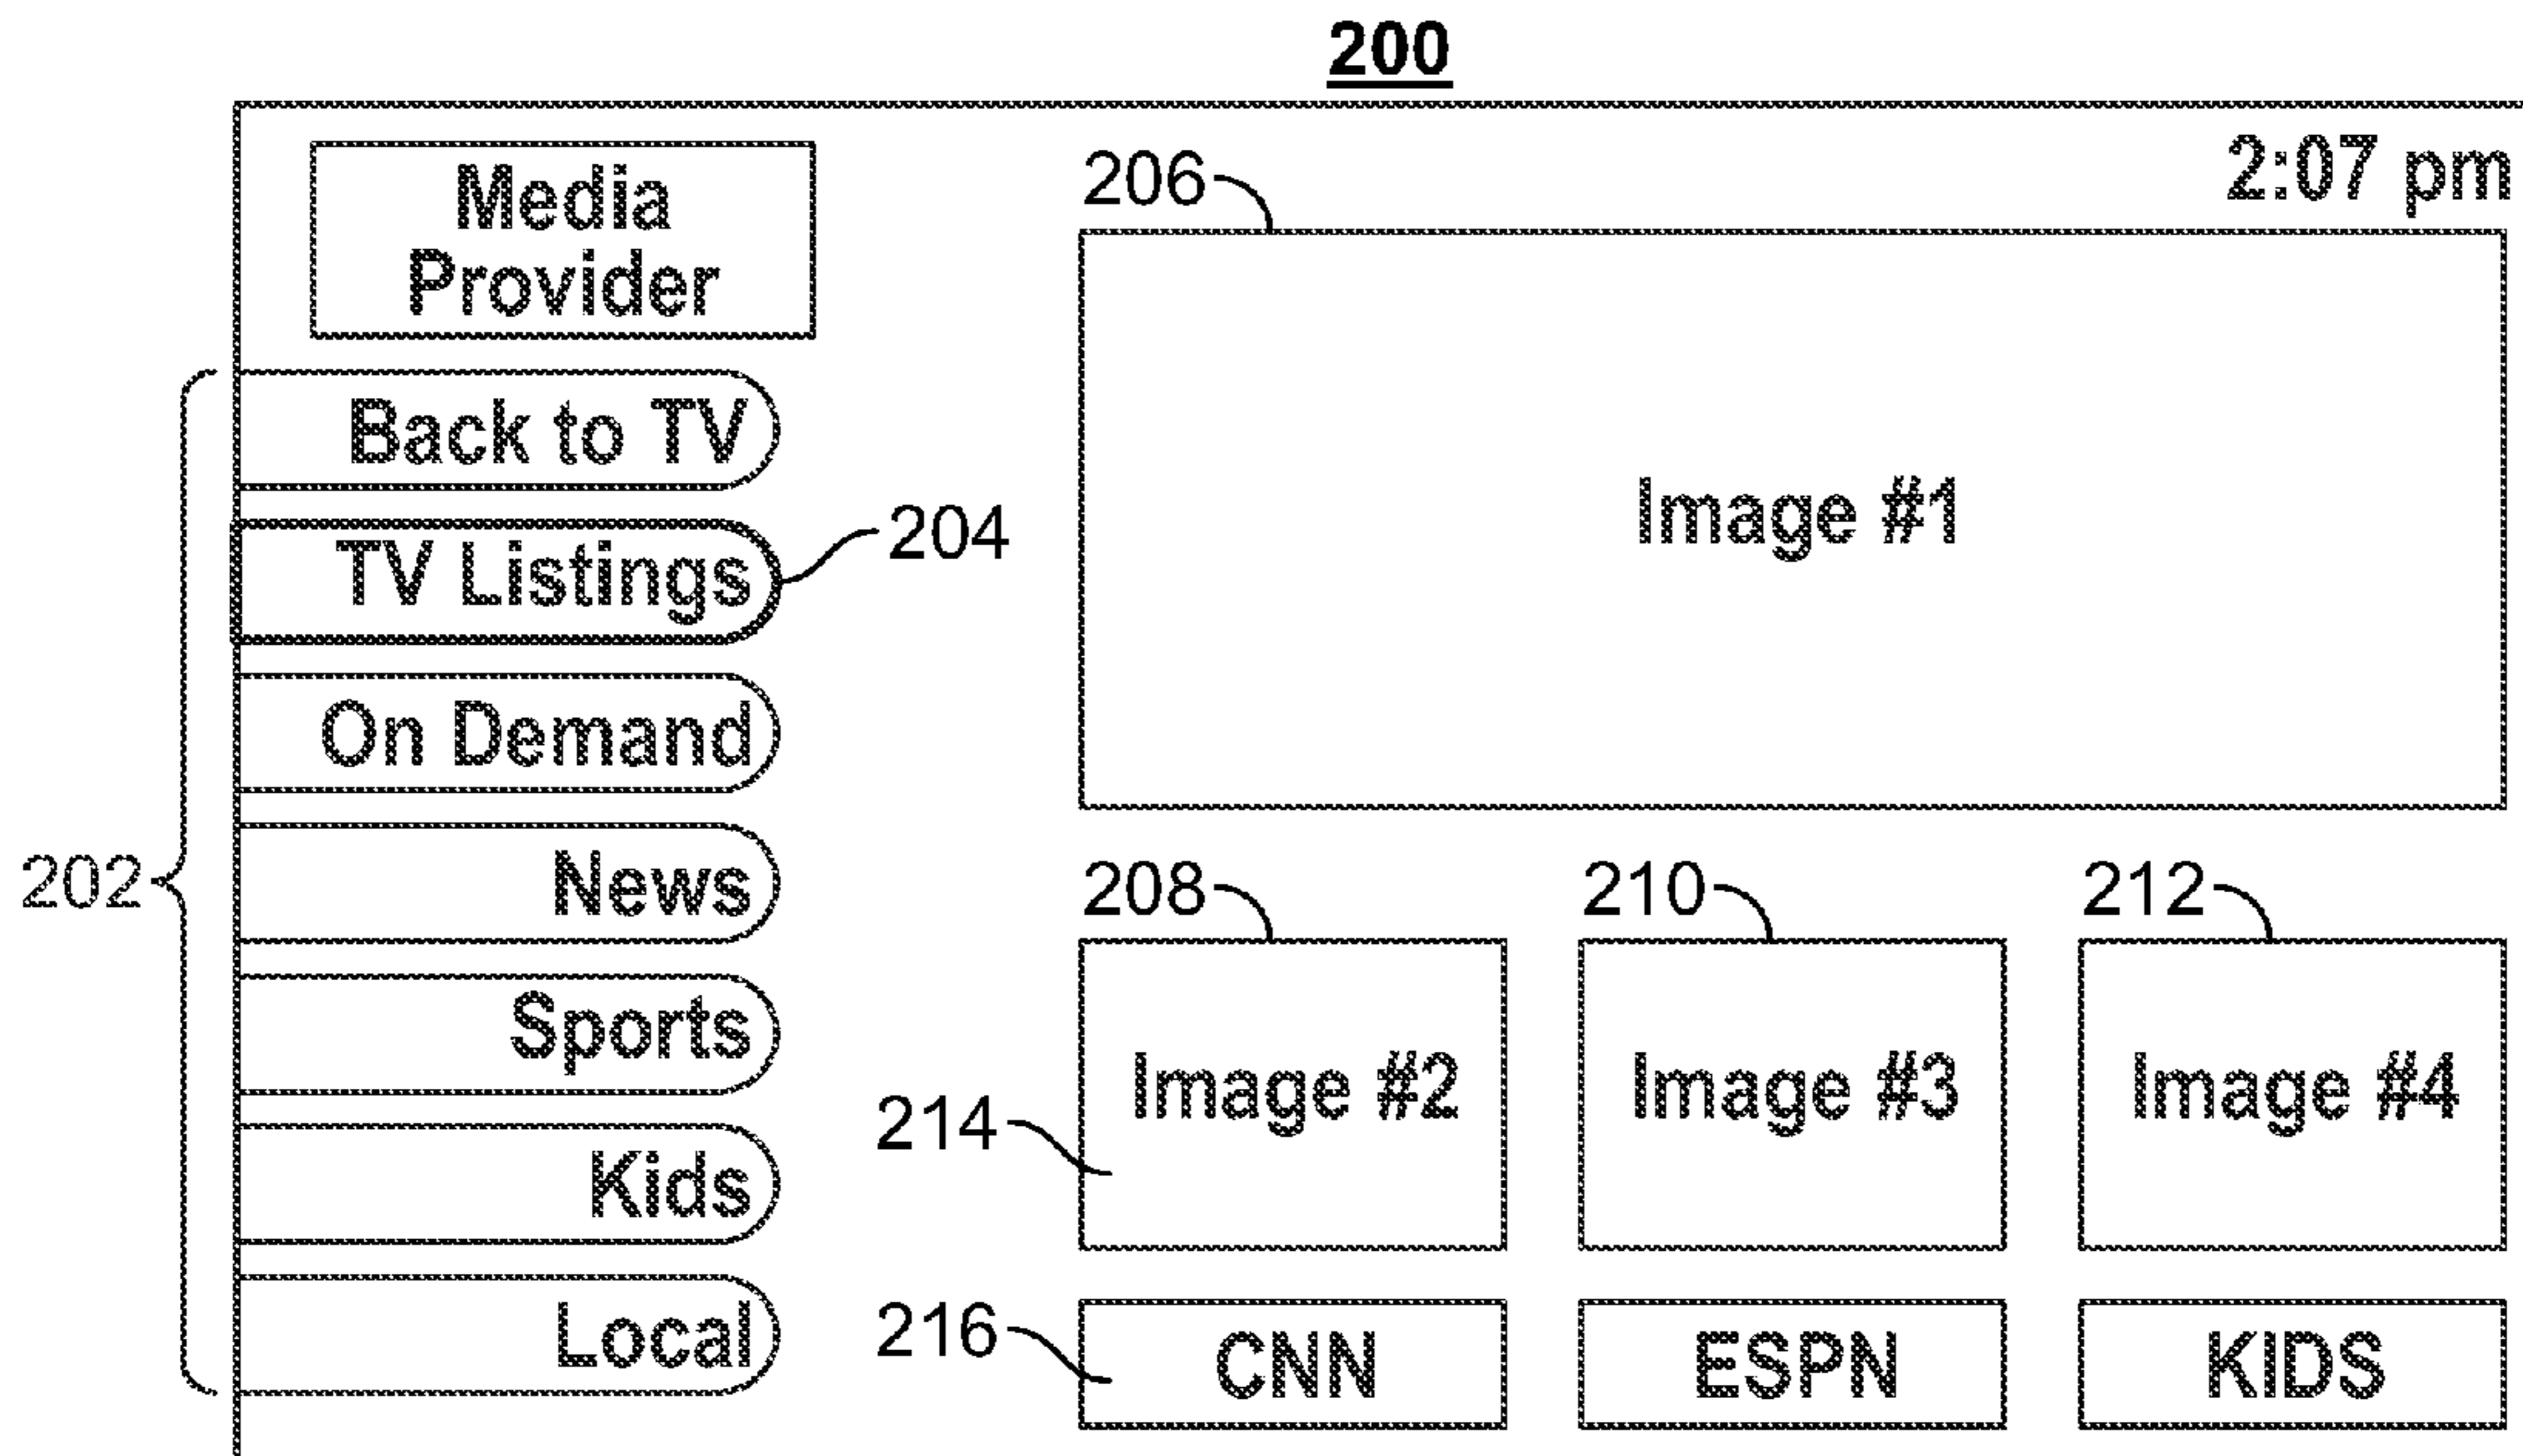 200
2:07 pm
Media
Provider
206
Image #1
202
Back to TV
TV Listings
204
On Demand
News
Sports
Kids
Local
208
210
212
Image #2
Image #3
Image #4
214
216
CNN
ESPN
KIDS